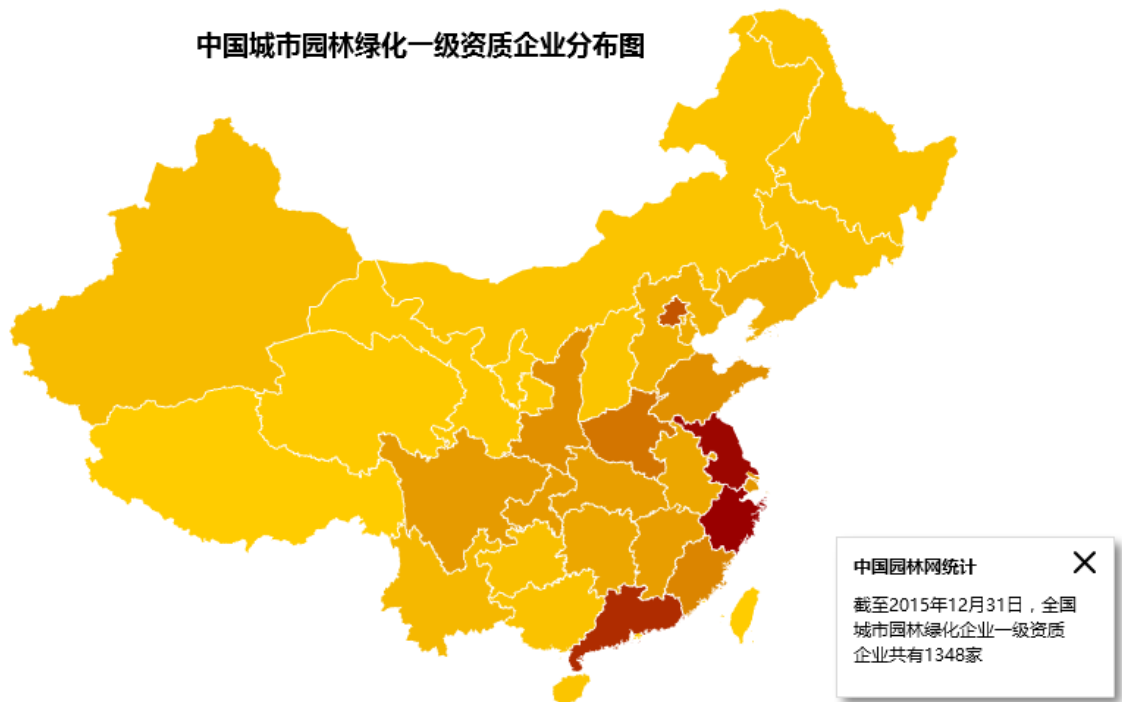 中国城市园林绿化一级资质企业分布图
中国园林网统计
截至2015年12月31日，全国
城市园林绿化企业一级资质
企业共有1348家